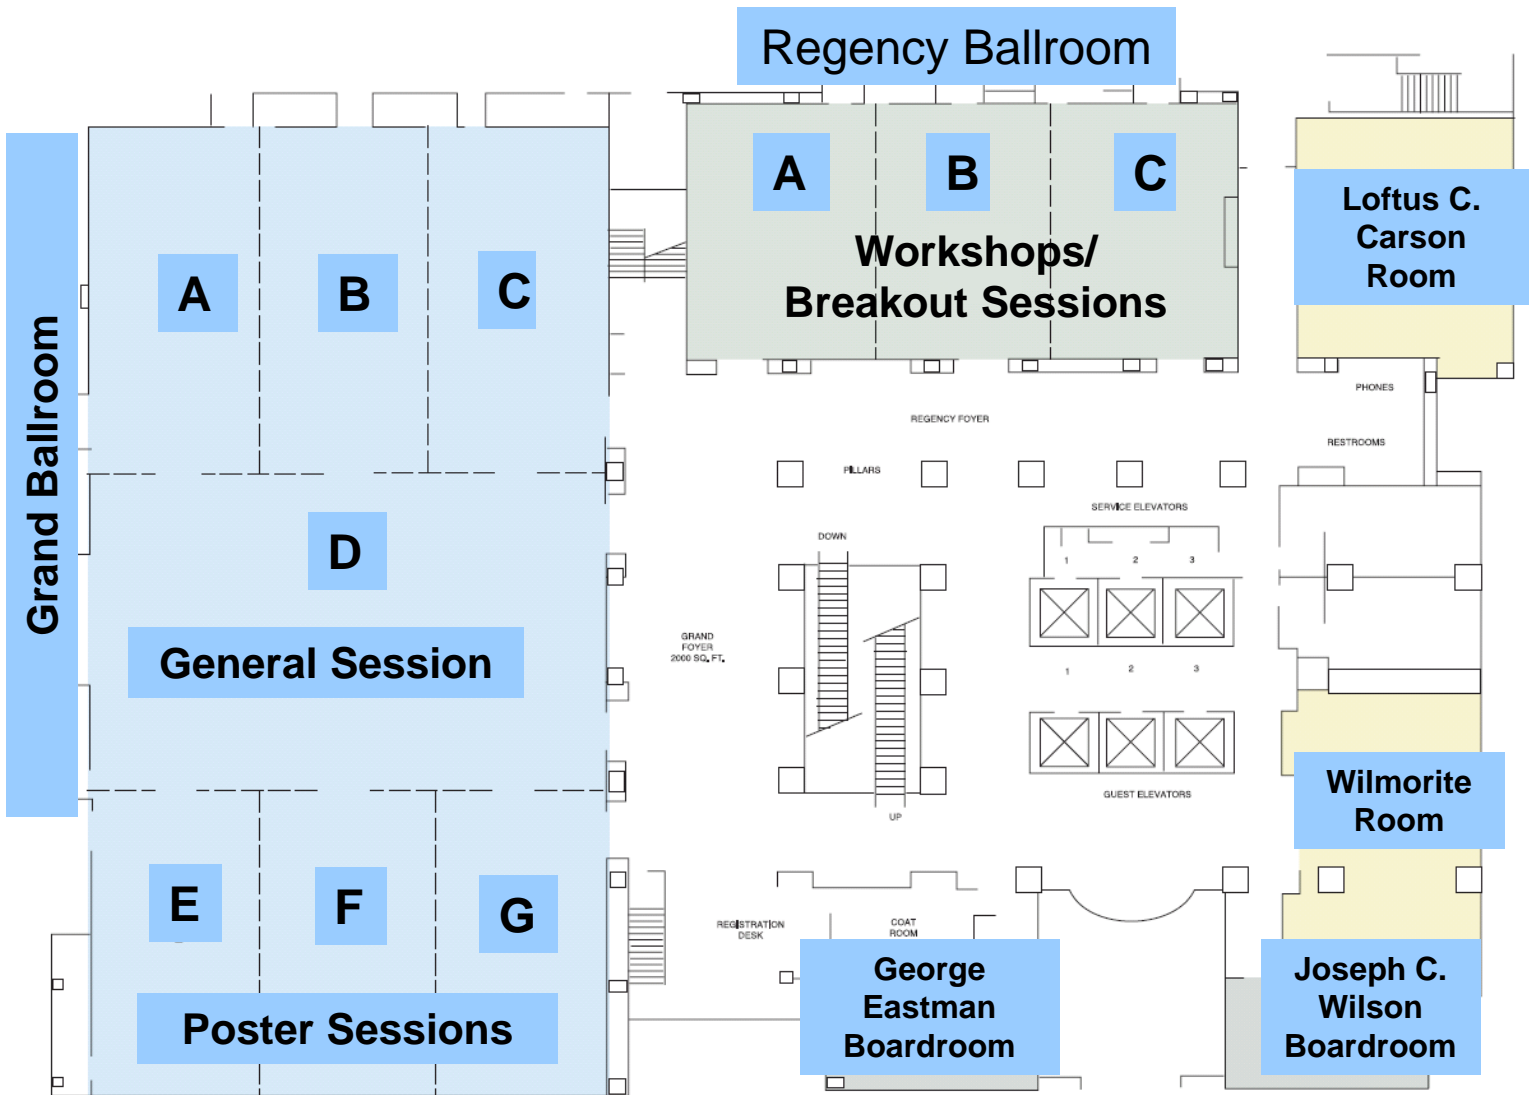 Regency Ballroom
A
B
C
Workshops/
Breakout Sessions
Loftus C.
Carson
Room
Grand Ballroom
A
B
C
PHONES
REGENCY FOYER
RESTROOMS
PILLARS
SERVICE ELEVATORS
D
DOWN
1
2
3
General Session
GRAND
FOYER
2000 SQ. FT.
1
2
3
GUEST ELEVATORS
Wilmorite
Room
UP
E
F
G
REGISTRATION
DESK
COAT
ROOM
George
Eastman
Boardroom
Joseph C.
Wilson
Boardroom
Poster Sessions